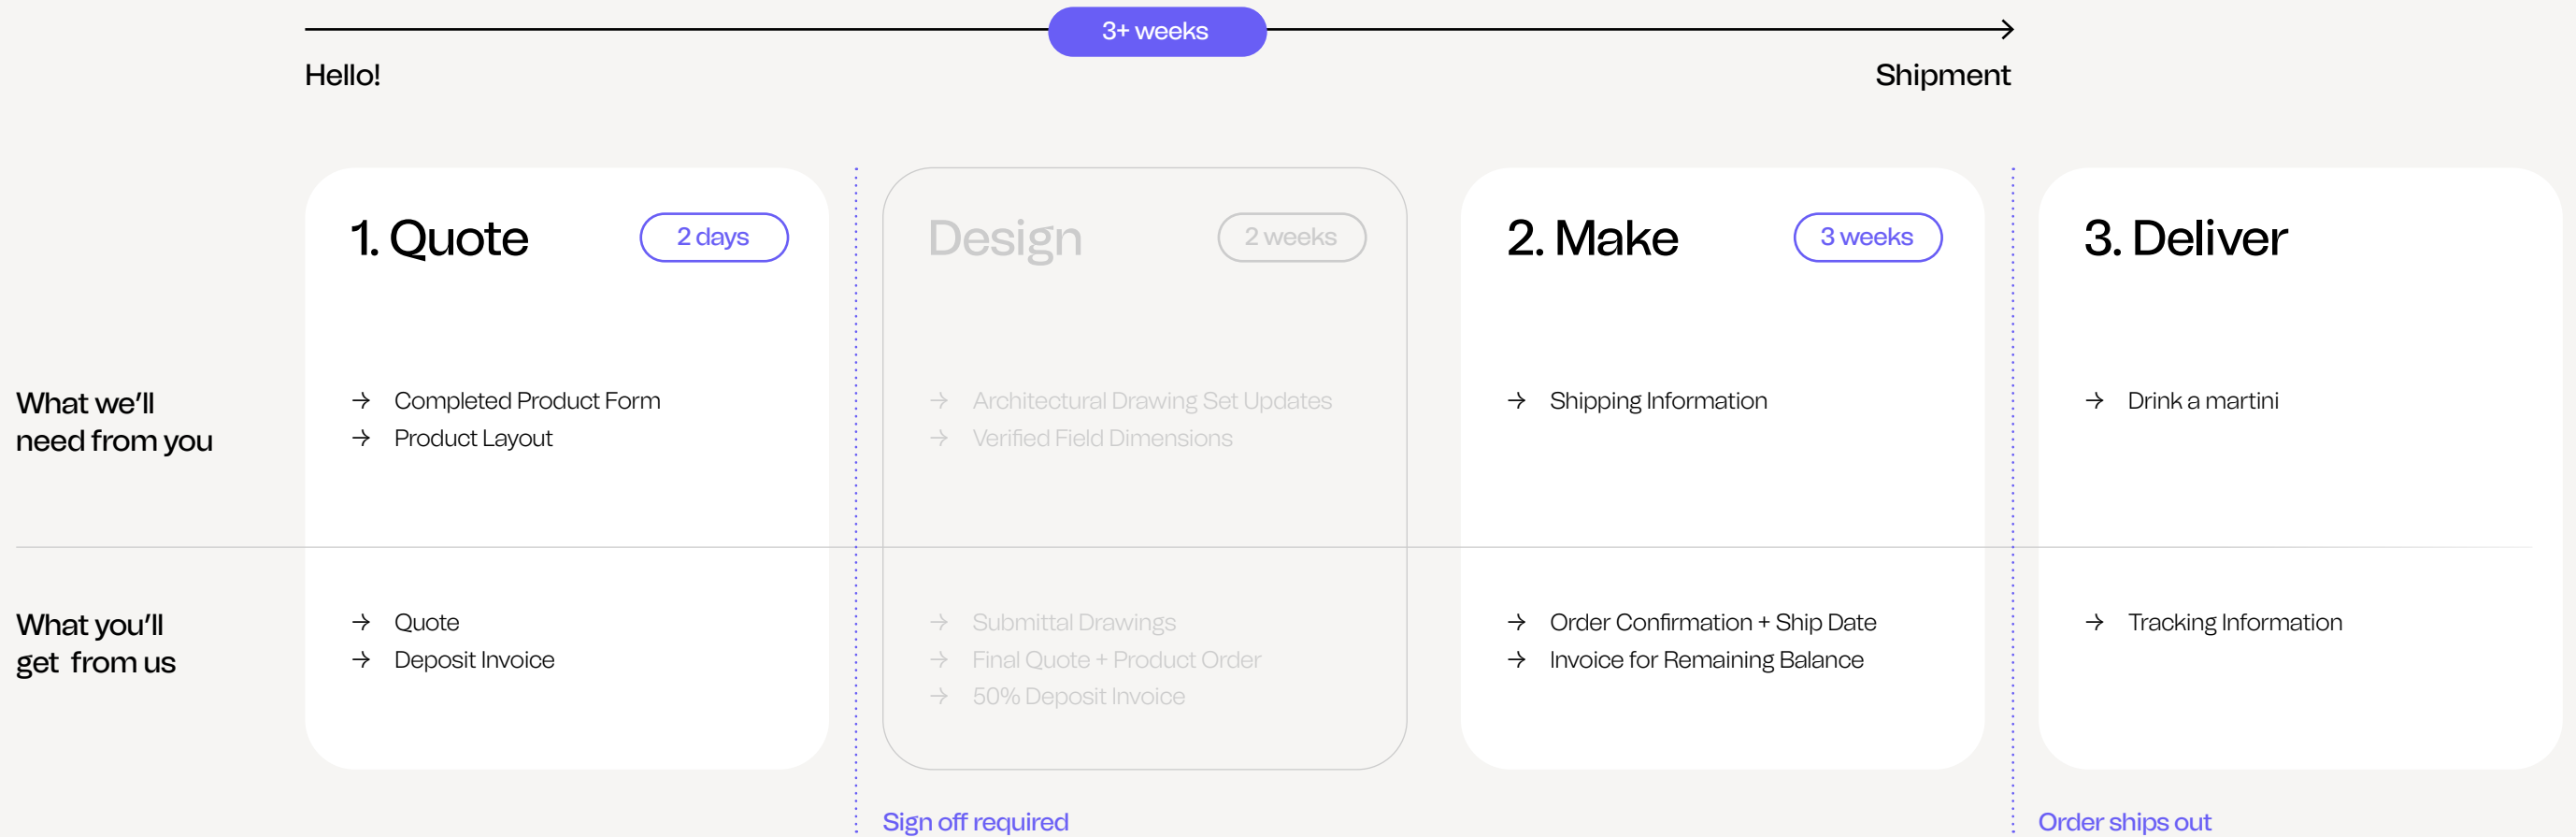 3+ weeks
Hello!
Shipment
1. Quote
2 days
Design
2 weeks
2. Make
3 weeks
3. Deliver
What we'll
need from you
→ Completed Product Form
→ Product Layout
→ Architectural Drawing Set Updates
→ Verified Field Dimensions
→ Shipping Information
→ Drink a martini
What you'll
get from us
→ Quote
→ Deposit Invoice
→ Submittal Drawings
→ Final Quote + Product Order
→ 50% Deposit Invoice
→ Order Confirmation + Ship Date
→ Invoice for Remaining Balance
→ Tracking Information
Sign off required
Order ships out